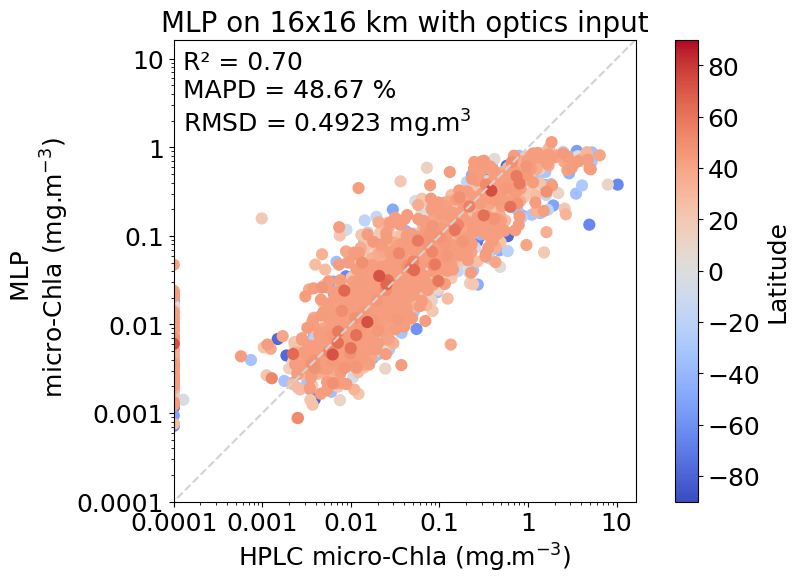 MLP on 16x16 km with optics input
R² = 0.70
MAPD = 48.67 %
RMSD = 0.4923 mg.m³
10
1
0.1
0.01
0.001
0.0001
MLP
micro-Chla (mg.m⁻³)
0.0001 0.001 0.01 0.1 1 10
HPLC micro-Chla (mg.m⁻³)
80
60
40
20
0
−20
−40
−60
−80
Latitude